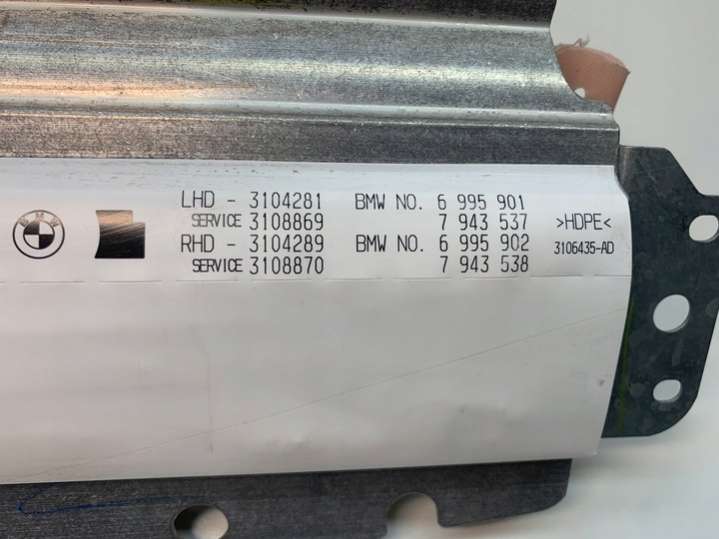 BMW
LHD - 3104281 BMW NO. 6 995 901
SERVICE 3108869 7 943 537
RHD - 3104289 BMW NO. 6 995 902
SERVICE 3108870 7 943 538
>HDPE<
3106435-AD